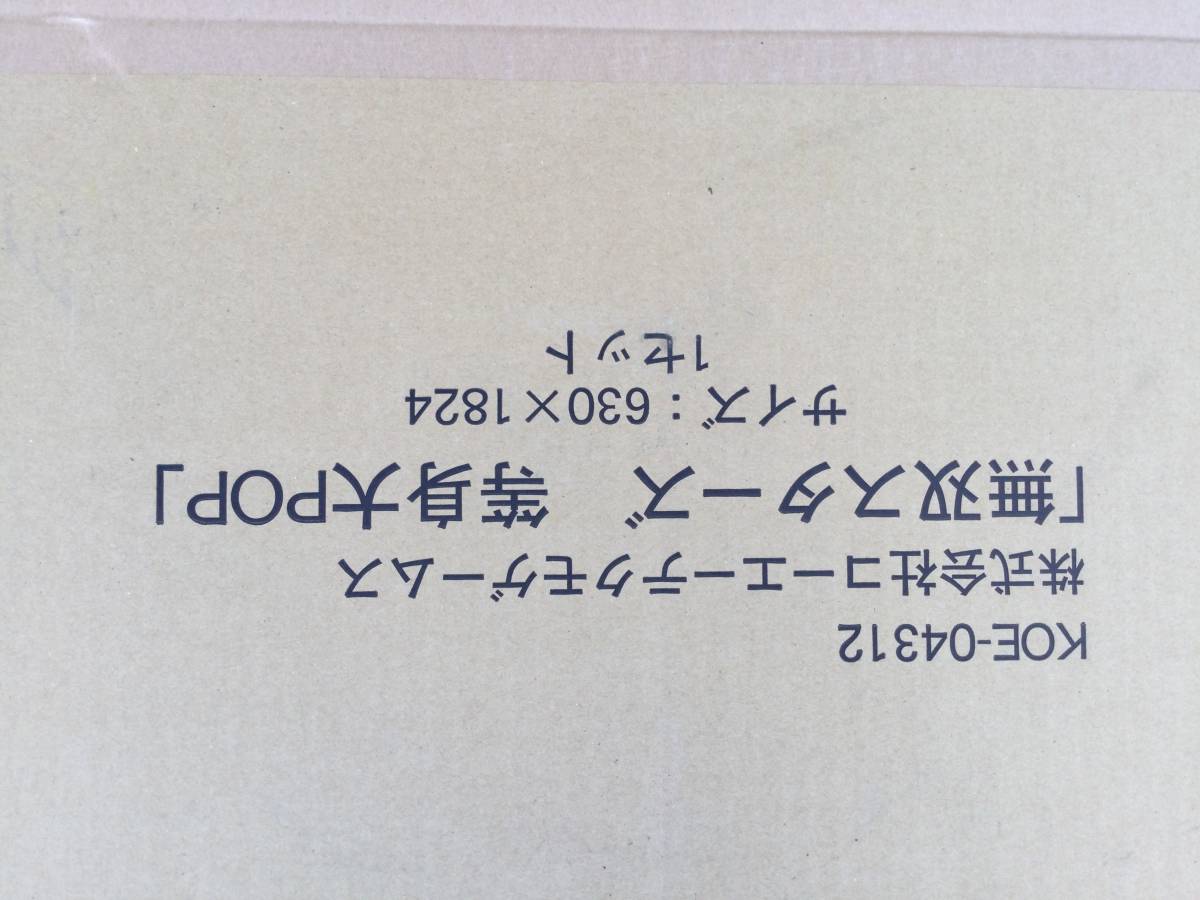 KOE-04312
株式会社コーエーテクモゲームス
「無双スターズ　等身大POP」
サイズ：630×1824
1セット